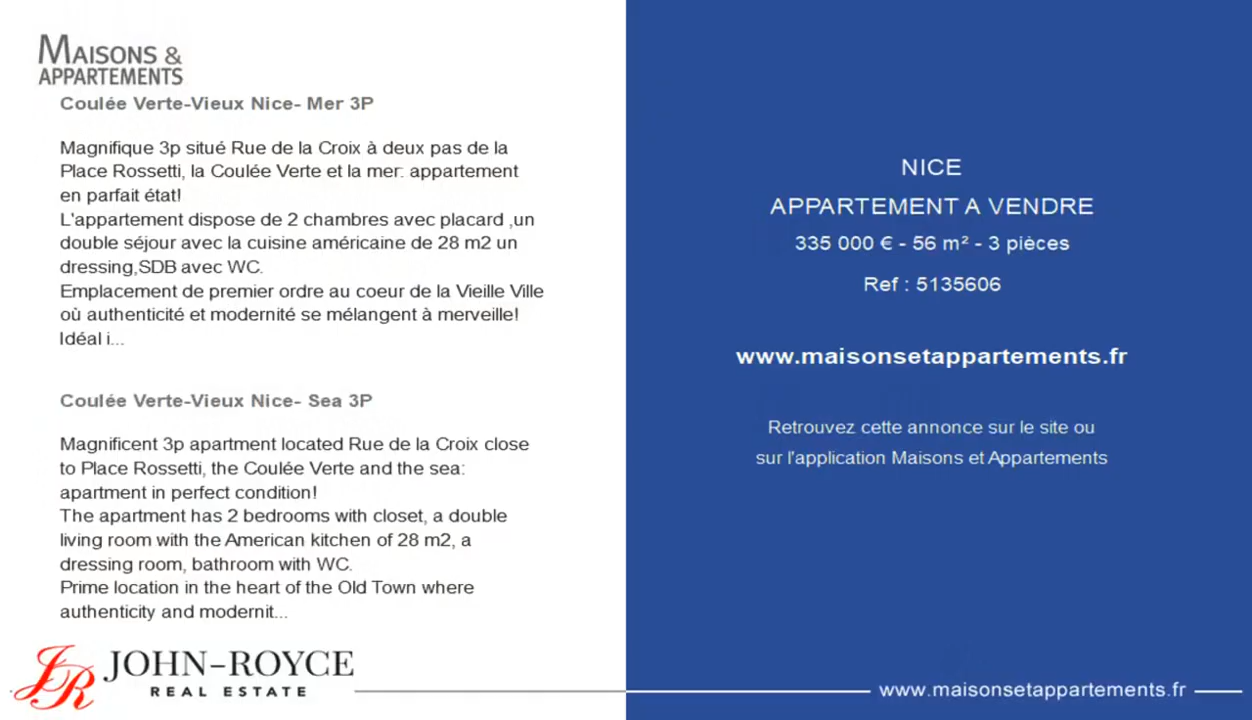 MAISONS &
APPARTEMENTS
Coulée Verte-Vieux Nice- Mer 3P
Magnifique 3p situé Rue de la Croix à deux pas de la
Place Rossetti, la Coulée Verte et la mer: appartement
en parfait état!
L'appartement dispose de 2 chambres avec placard ,un
double séjour avec la cuisine américaine de 28 m2 un
dressing,SDB avec WC.
Emplacement de premier ordre au coeur de la Vieille Ville
où authenticité et modernité se mélangent à merveille!
Idéal i...
Coulée Verte-Vieux Nice- Sea 3P
Magnificent 3p apartment located Rue de la Croix close
to Place Rossetti, the Coulée Verte and the sea:
apartment in perfect condition!
The apartment has 2 bedrooms with closet, a double
living room with the American kitchen of 28 m2, a
dressing room, bathroom with WC.
Prime location in the heart of the Old Town where
authenticity and modernit...
JR JOHN-ROYCE
REAL ESTATE
NICE
APPARTEMENT A VENDRE
335 000 € - 56 m² - 3 pièces
Ref : 5135606
www.maisonsetappartements.fr
Retrouvez cette annonce sur le site ou
sur l'application Maisons et Appartements
www.maisonsetappartements.fr